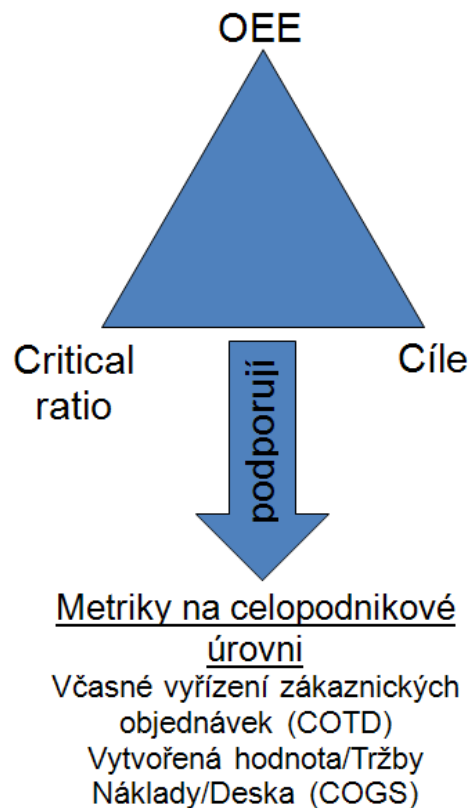 OEE
Critical
ratio
Cíle
podporují
Metriky na celopodnikové
úrovni
Včasné vyřízení zákaznických
objednávek (COTD)
Vytvořená hodnota/Tržby
Náklady/Deska (COGS)